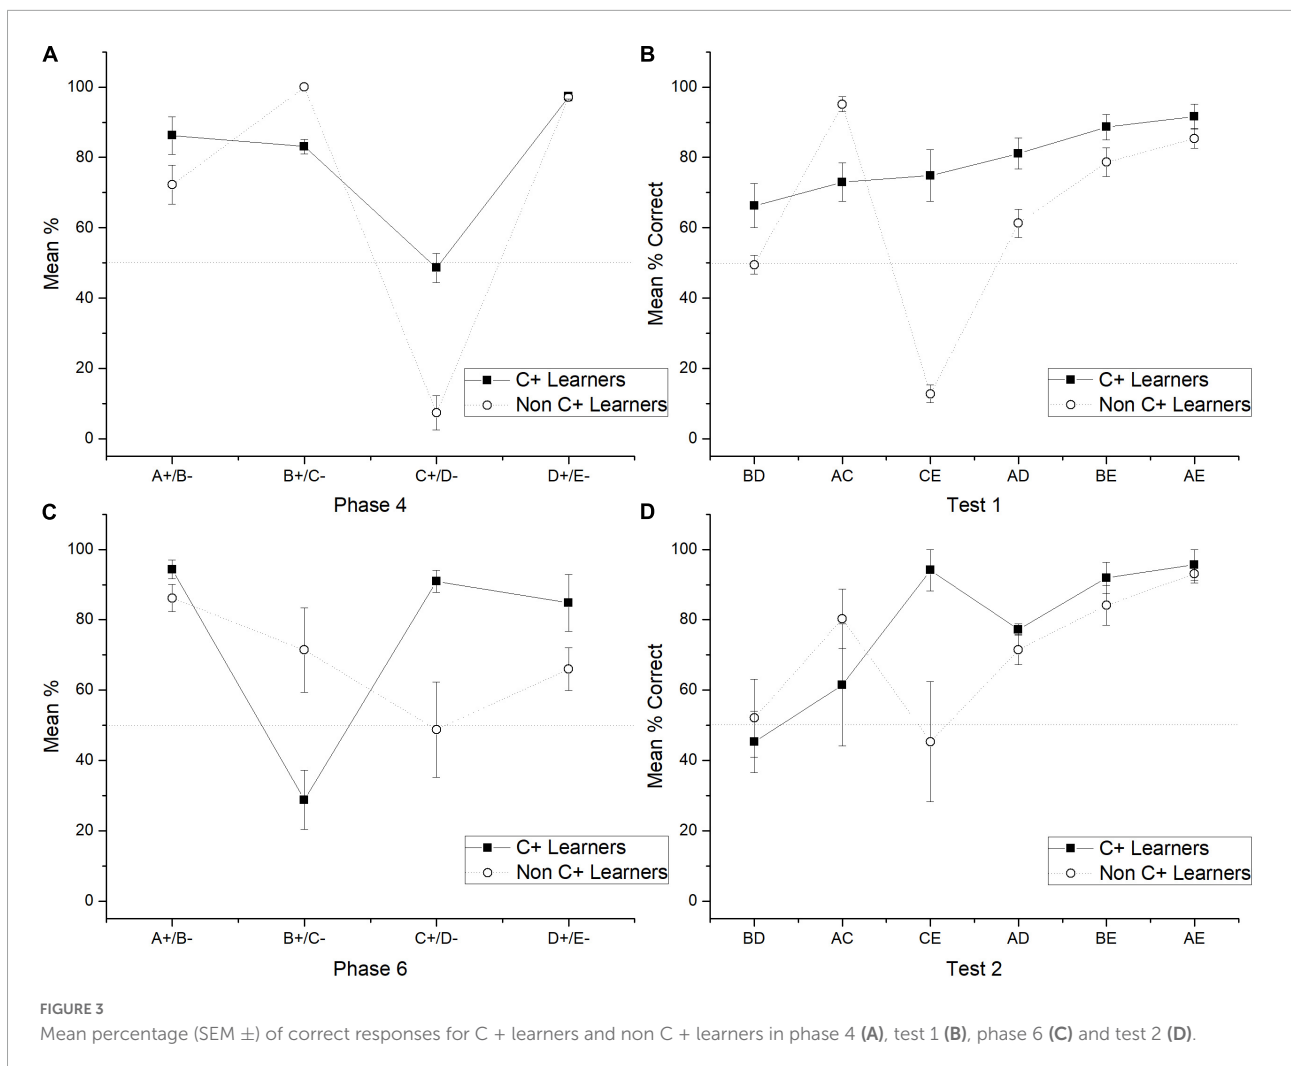 A
100
80
60
40
20
0
Mean %
C+ Learners
Non C+ Learners
A+/B- B+/C- C+/D- D+/E-
Phase 4
B
100
80
60
40
20
0
Mean % Correct
C+ Learners
Non C+ Learners
BD AC CE AD BE AE
Test 1
C
100
80
60
40
20
0
Mean %
C+ Learners
Non C+ Learners
A+/B- B+/C- C+/D- D+/E-
Phase 6
D
100
80
60
40
20
0
Mean % Correct
C+ Learners
Non C+ Learners
BD AC CE AD BE AE
Test 2
FIGURE 3
Mean percentage (SEM ±) of correct responses for C + learners and non C + learners in phase 4 (A), test 1 (B), phase 6 (C) and test 2 (D).